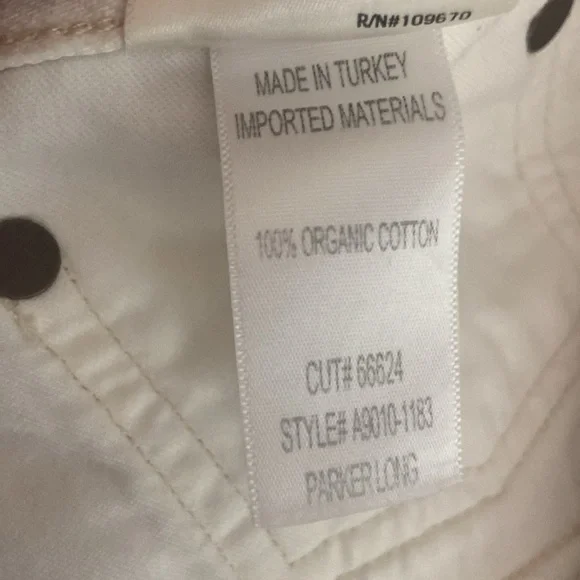 R/N#109670
MADE IN TURKEY
IMPORTED MATERIALS
100% ORGANIC COTTON
CUT# 66624
STYLE# A9010-1183
PARKER LONG